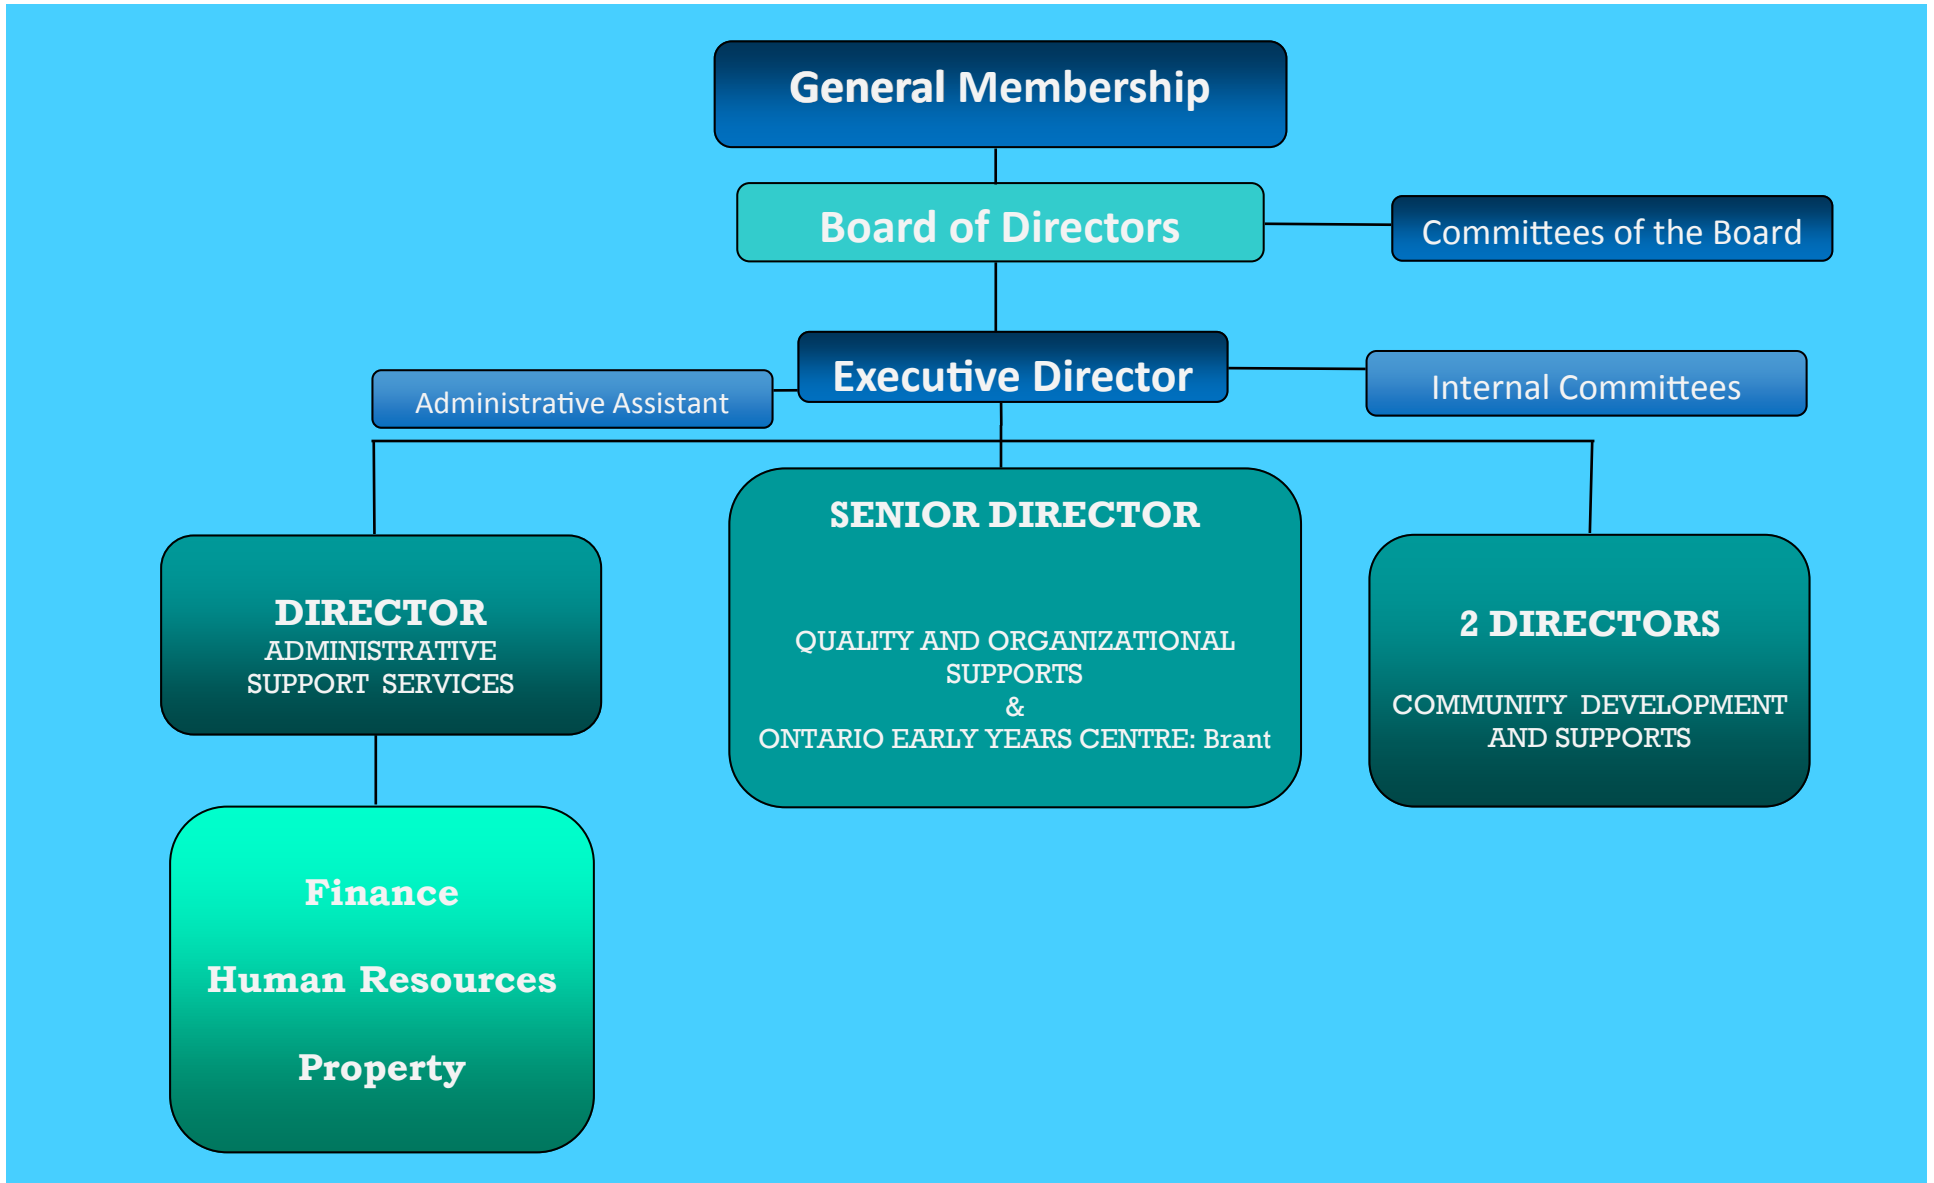 General Membership
Board of Directors
Committees of the Board
Executive Director
Internal Committees
Administrative Assistant
SENIOR DIRECTOR
QUALITY AND ORGANIZATIONAL
SUPPORTS
&
ONTARIO EARLY YEARS CENTRE: Brant
DIRECTOR
ADMINISTRATIVE
SUPPORT SERVICES
2 DIRECTORS
COMMUNITY DEVELOPMENT
AND SUPPORTS
Finance
Human Resources
Property